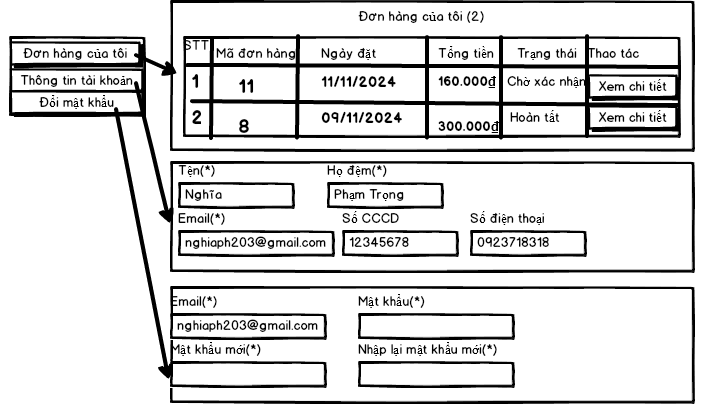 Đơn hàng của tôi (2)
Đơn hàng của tôi
Thông tin tài khoản
Đổi mật khẩu
STT Mã đơn hàng Ngày đặt Tổng tiền Trạng thái Thao tác
1 11 11/11/2024 160.000₫ Chờ xác nhận Xem chi tiết
2 8 09/11/2024 300.000₫ Hoàn tất Xem chi tiết
Tện(*) Họ đệm(*)
Nghĩa Phạm Trọng
Email(*) Số CCCD Số điện thoại
nghiaph203@gmail.com 12345678 0923718318
Email(*) Mật khẩu(*)
nghiaph203@gmail.com
Mật khẩu mới(*) Nhập lại mật khẩu mới(*)